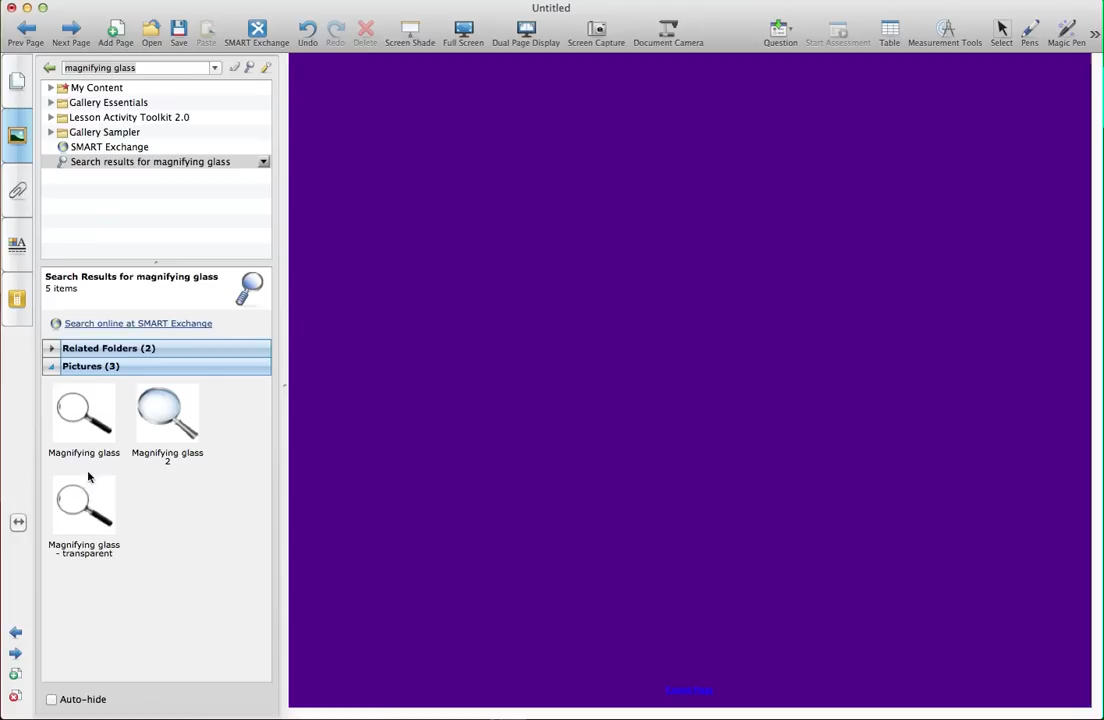 Untitled
Prev Page Next Page Add Page Open Save Paste SMART Exchange Undo Redo Delete Screen Shade Full Screen Dual Page Display Screen Capture Document Camera Question Start Assessment Table Measurement Tools Select Pens Magic Pen
magnifying glass
My Content
Gallery Essentials
Lesson Activity Toolkit 2.0
Gallery Sampler
SMART Exchange
Search results for magnifying glass
Search Results for magnifying glass
5 items
Search online at SMART Exchange
Related Folders (2)
Pictures (3)
Magnifying glass
Magnifying glass
2
Magnifying glass
- transparent
Auto-hide